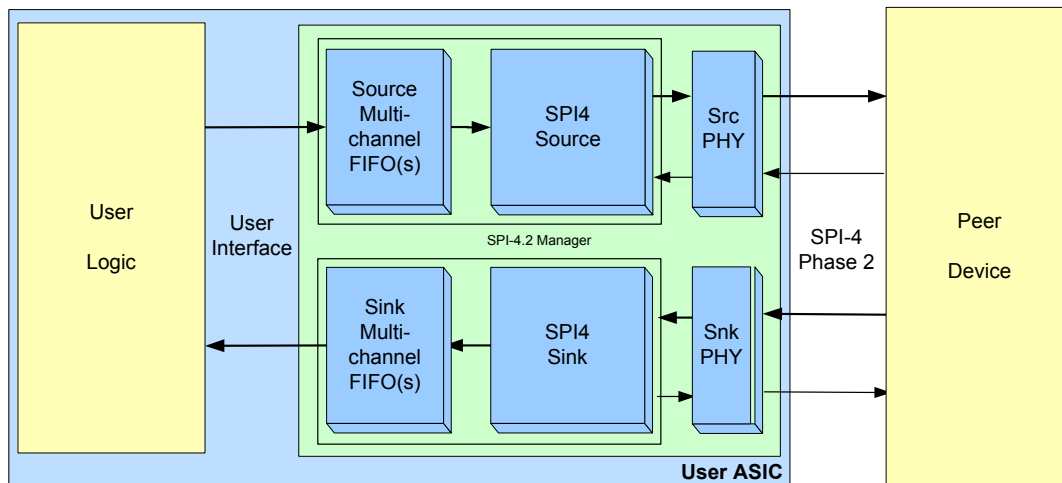 User
Logic
User
Interface
Source
Multi-
channel
FIFO(s)
SPI4
Source
Src
PHY
SPI-4.2 Manager
Sink
Multi-
channel
FIFO(s)
SPI4
Sink
Snk
PHY
SPI-4
Phase 2
Peer
Device
User ASIC